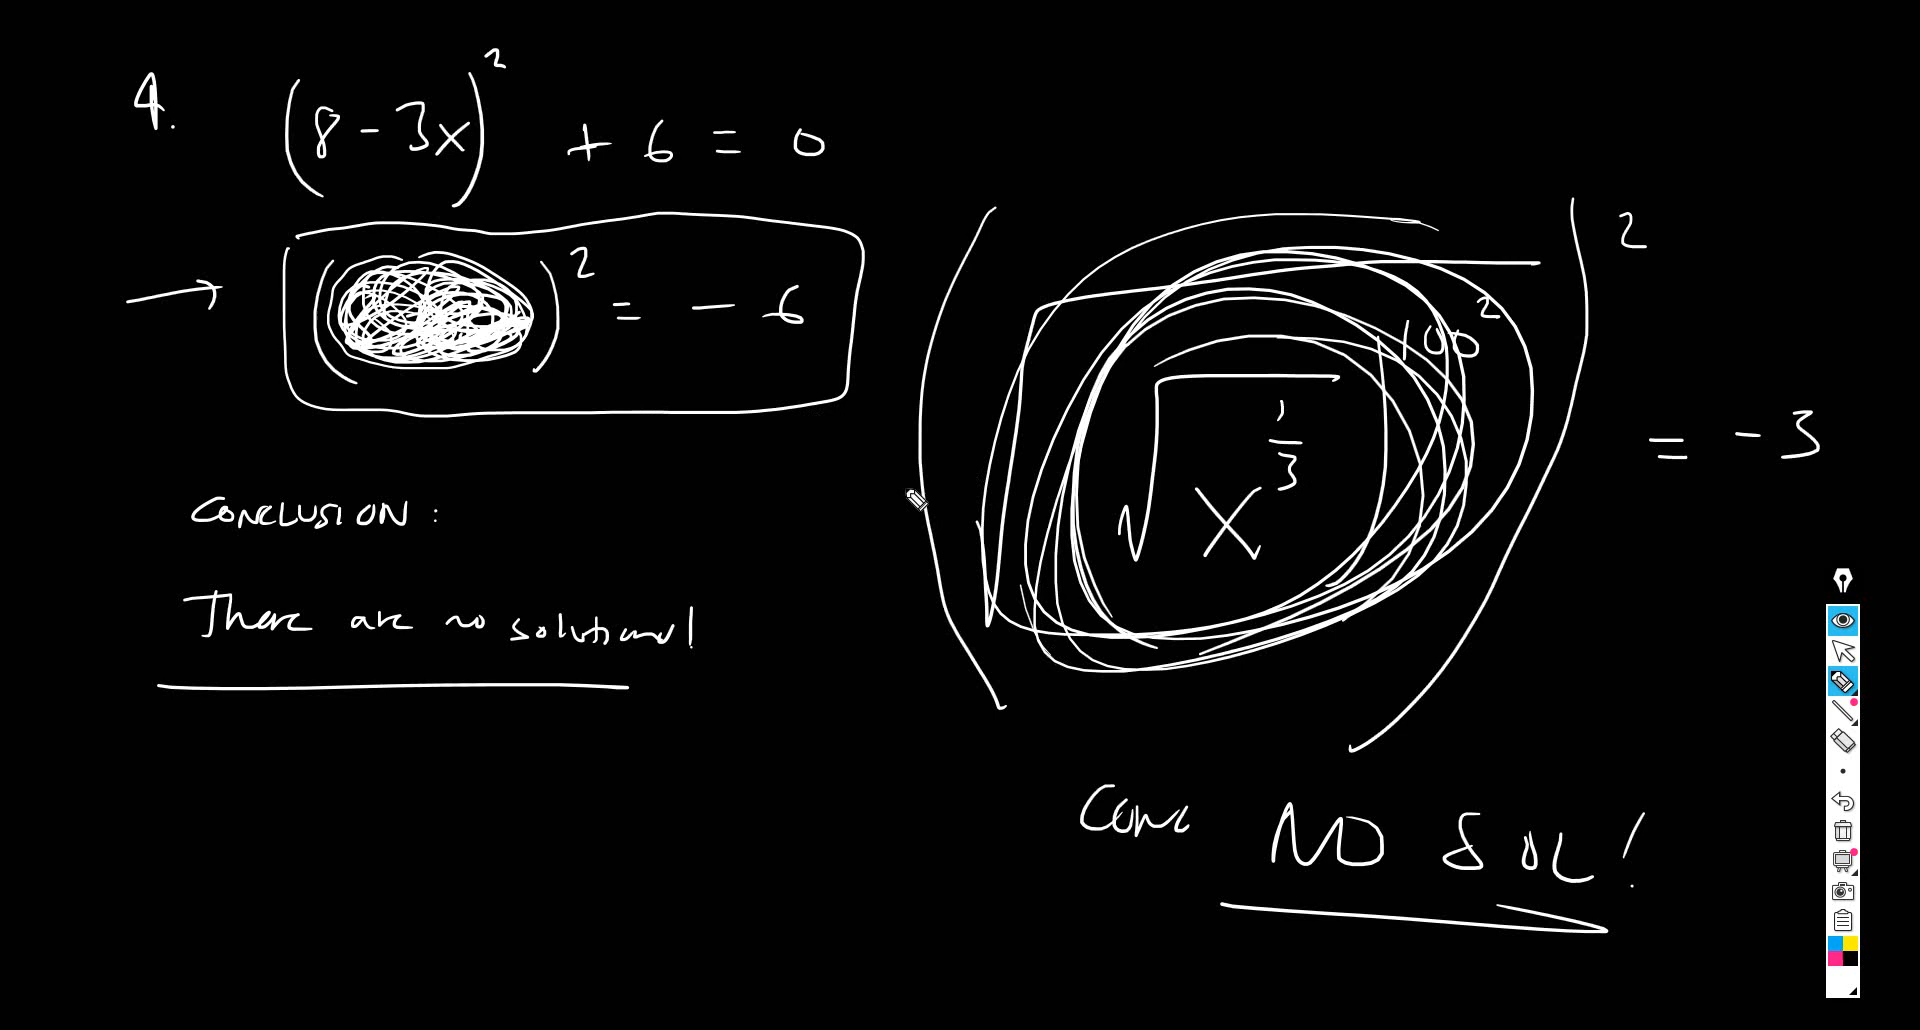 4. (8 - 3x)² + 6 = 0
→ ( )² = - 6
CONCLUSION:
There are no solutions!
( √ √ x^(1/3) 100² )² = - 3
CONC NO SOL!